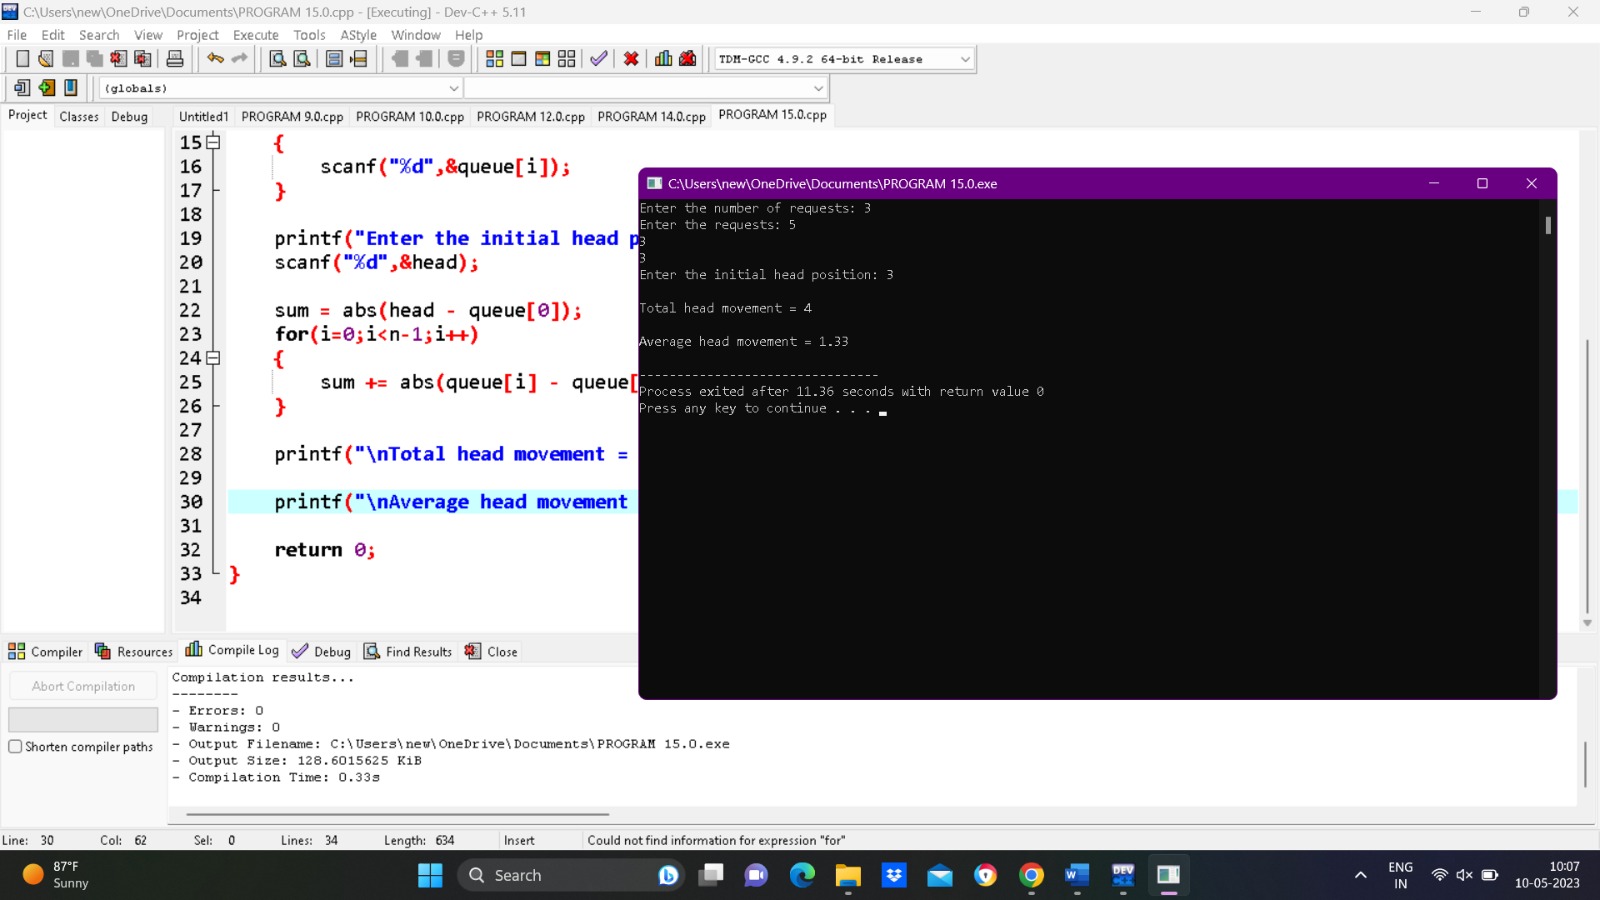 C:\Users\new\OneDrive\Documents\PROGRAM 15.0.cpp - [Executing] - Dev-C++ 5.11
File Edit Search View Project Execute Tools AStyle Window Help
TDM-GCC 4.9.2 64-bit Release
(globals)
Project Classes Debug
Untitled1 PROGRAM 9.0.cpp PROGRAM 10.0.cpp PROGRAM 12.0.cpp PROGRAM 14.0.cpp PROGRAM 15.0.cpp
15 {
16 scanf("%d",&queue[i]);
17 }
18
19 printf("Enter the initial head p
20 scanf("%d",&head);
21
22 sum = abs(head - queue[0]);
23 for(i=0;i<n-1;i++)
24 {
25 sum += abs(queue[i] - queue[
26 }
27
28 printf("\nTotal head movement =
29
30 printf("\nAverage head movement
31
32 return 0;
33 }
34
C:\Users\new\OneDrive\Documents\PROGRAM 15.0.exe
Enter the number of requests: 3
Enter the requests: 5
3
3
Enter the initial head position: 3
Total head movement = 4
Average head movement = 1.33
--------------------------------
Process exited after 11.36 seconds with return value 0
Press any key to continue . . .
Compiler Resources Compile Log Debug Find Results Close
Abort Compilation
Shorten compiler paths
Compilation results...
--------
- Errors: 0
- Warnings: 0
- Output Filename: C:\Users\new\OneDrive\Documents\PROGRAM 15.0.exe
- Output Size: 128.6015625 KiB
- Compilation Time: 0.33s
Line: 30 Col: 62 Sel: 0 Lines: 34 Length: 634 Insert Could not find information for expression "for"
87°F
Sunny
Search
ENG
IN
10:07
10-05-2023